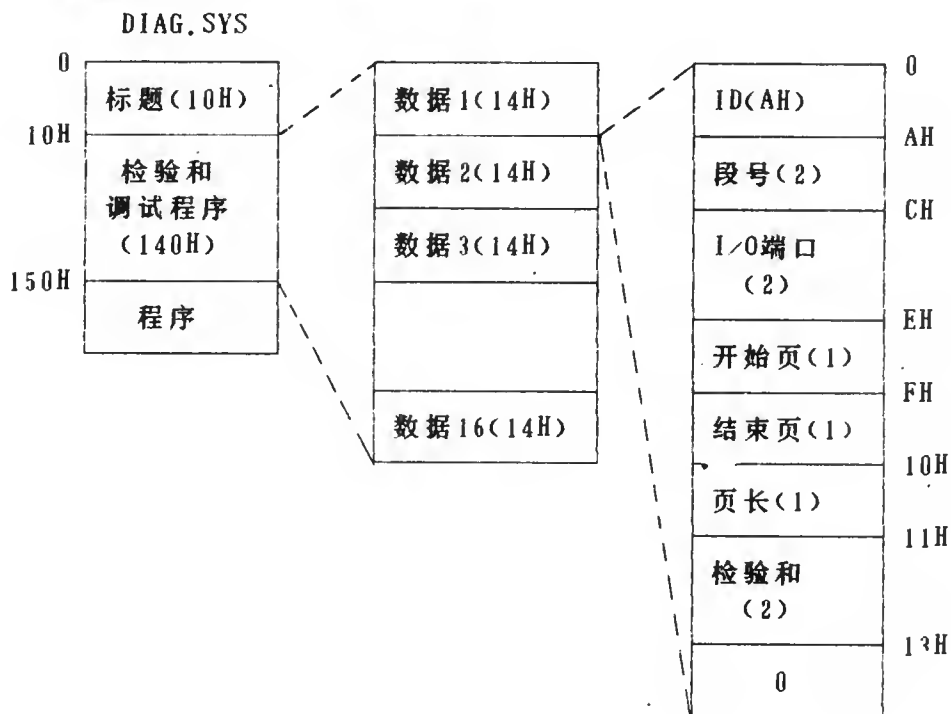 DIAG.SYS
0
标题(10H)
10H
检验和
调试程序
(140H)
150H
程序
数据1(14H)
数据2(14H)
数据3(14H)
数据16(14H)
0
ID(AH)
AH
段号(2)
CH
I/O端口
(2)
EH
开始页(1)
FH
结束页(1)
10H
页长(1)
11H
检验和
(2)
13H
0